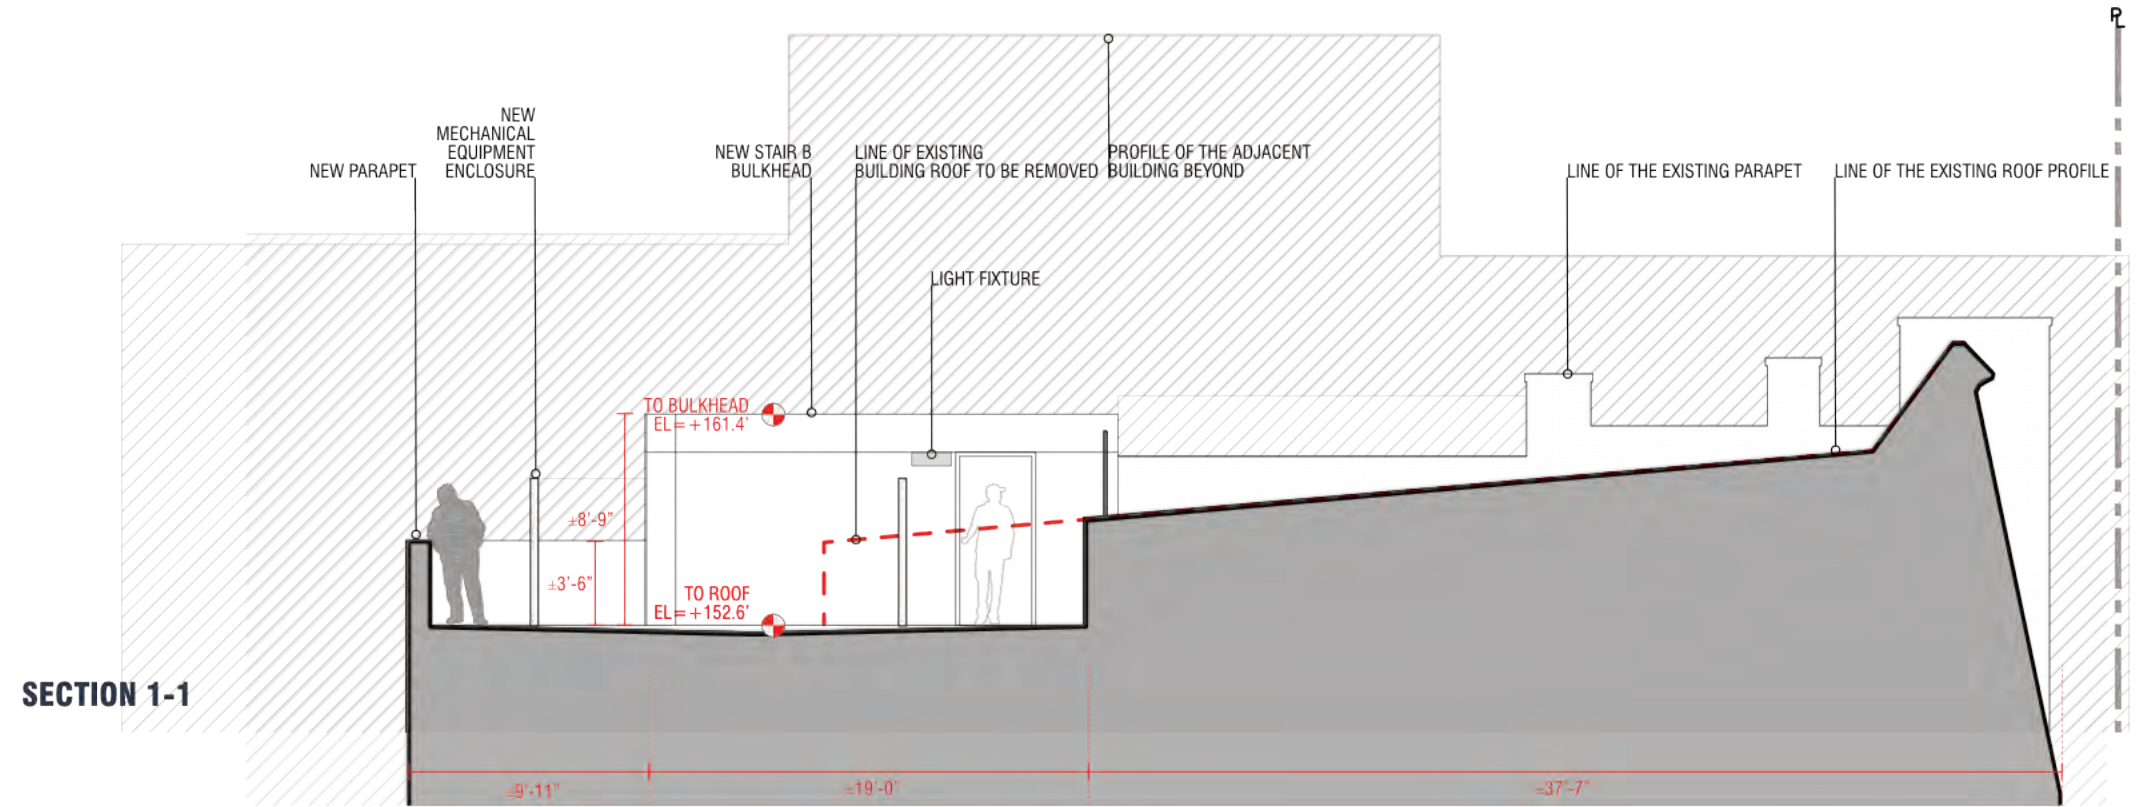 PL
NEW
MECHANICAL
EQUIPMENT
ENCLOSURE
NEW PARAPET
NEW STAIR B
BULKHEAD
LINE OF EXISTING
BUILDING ROOF TO BE REMOVED
PROFILE OF THE ADJACENT
BUILDING BEYOND
LINE OF THE EXISTING PARAPET
LINE OF THE EXISTING ROOF PROFILE
LIGHT FIXTURE
TO BULKHEAD
EL=+161.4'
±8'-9"
±3'-6"
TO ROOF
EL=+152.6'
SECTION 1-1
±9'-11"
±19'-0"
±37'-7"